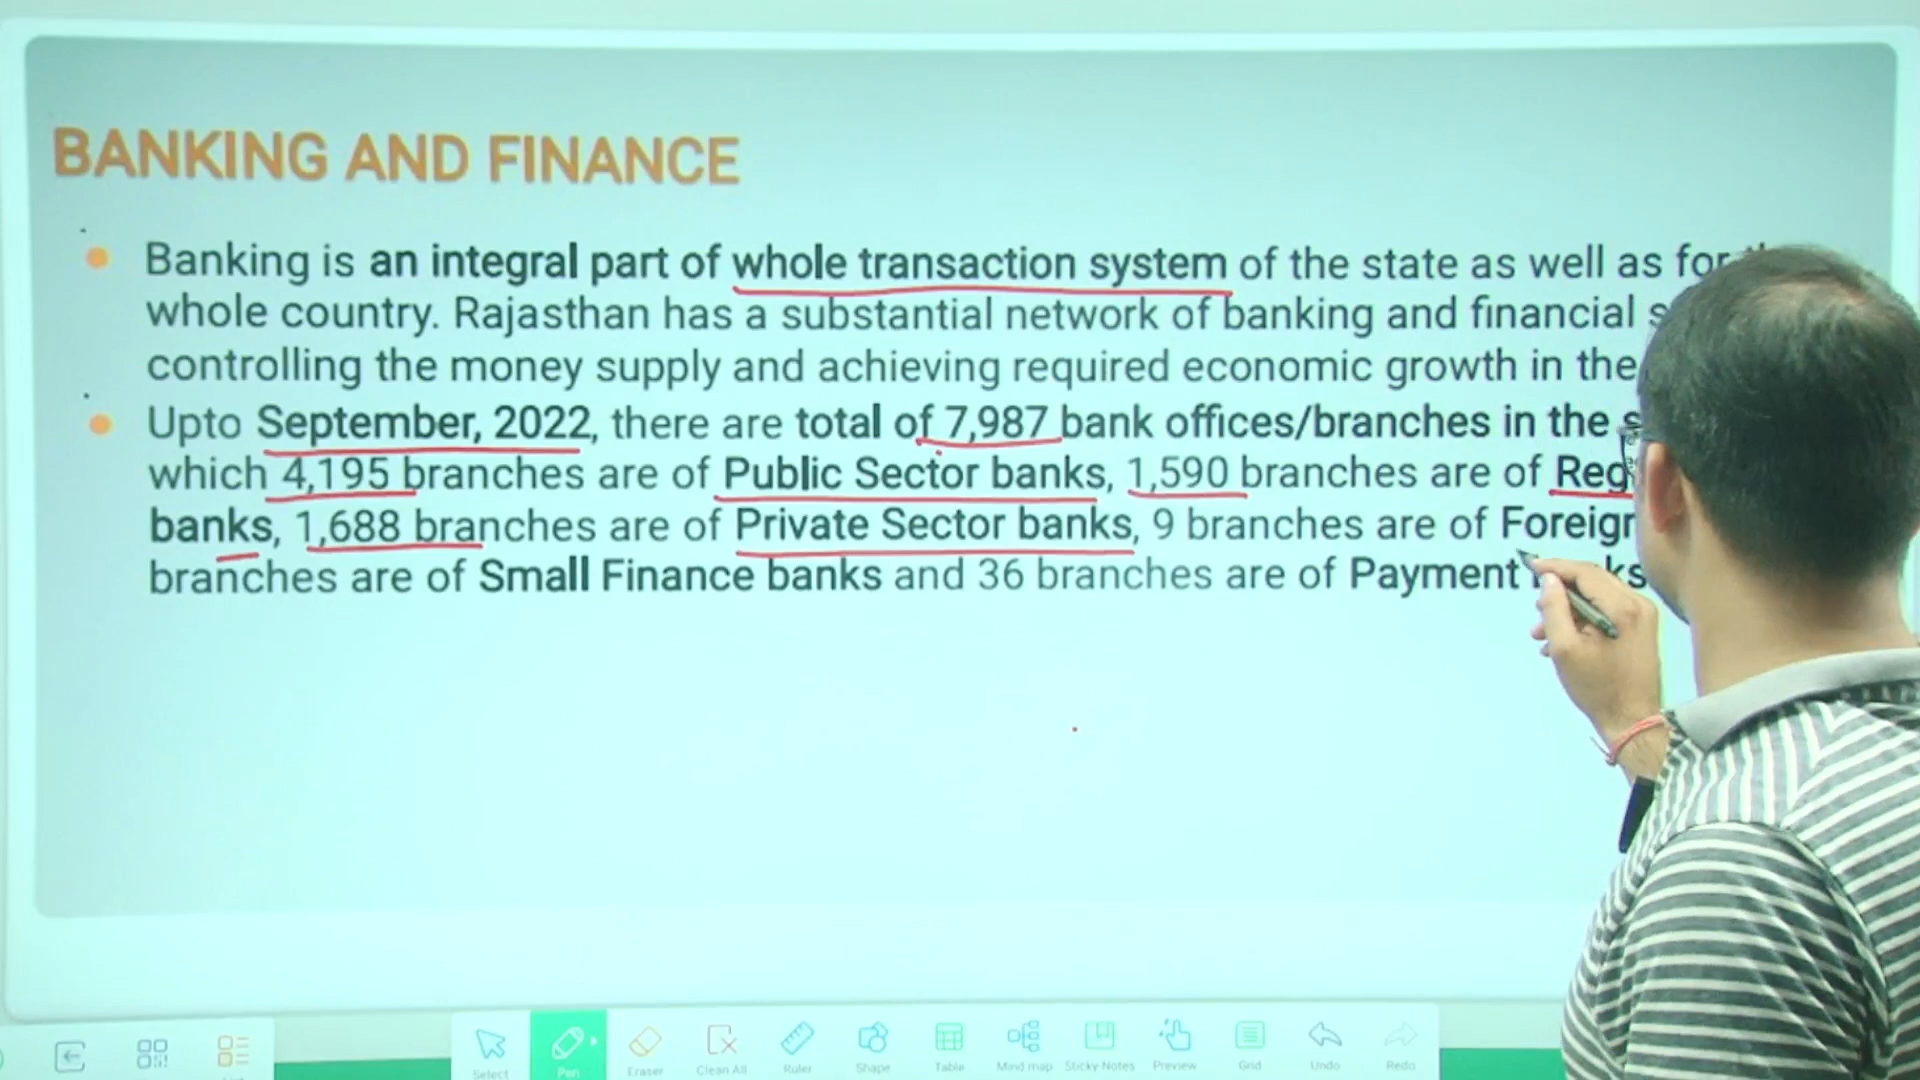 BANKING AND FINANCE
Banking is an integral part of whole transaction system of the state as well as for
whole country. Rajasthan has a substantial network of banking and financial
controlling the money supply and achieving required economic growth in the
Upto September, 2022, there are total of 7,987 bank offices/branches in the
which 4,195 branches are of Public Sector banks, 1,590 branches are of Reg
banks, 1,688 branches are of Private Sector banks, 9 branches are of Foreign
branches are of Small Finance banks and 36 branches are of Payment
Select Pen Eraser Clean All Ruler Shape Table Mind map Sticky Notes Preview Grid Undo Redo